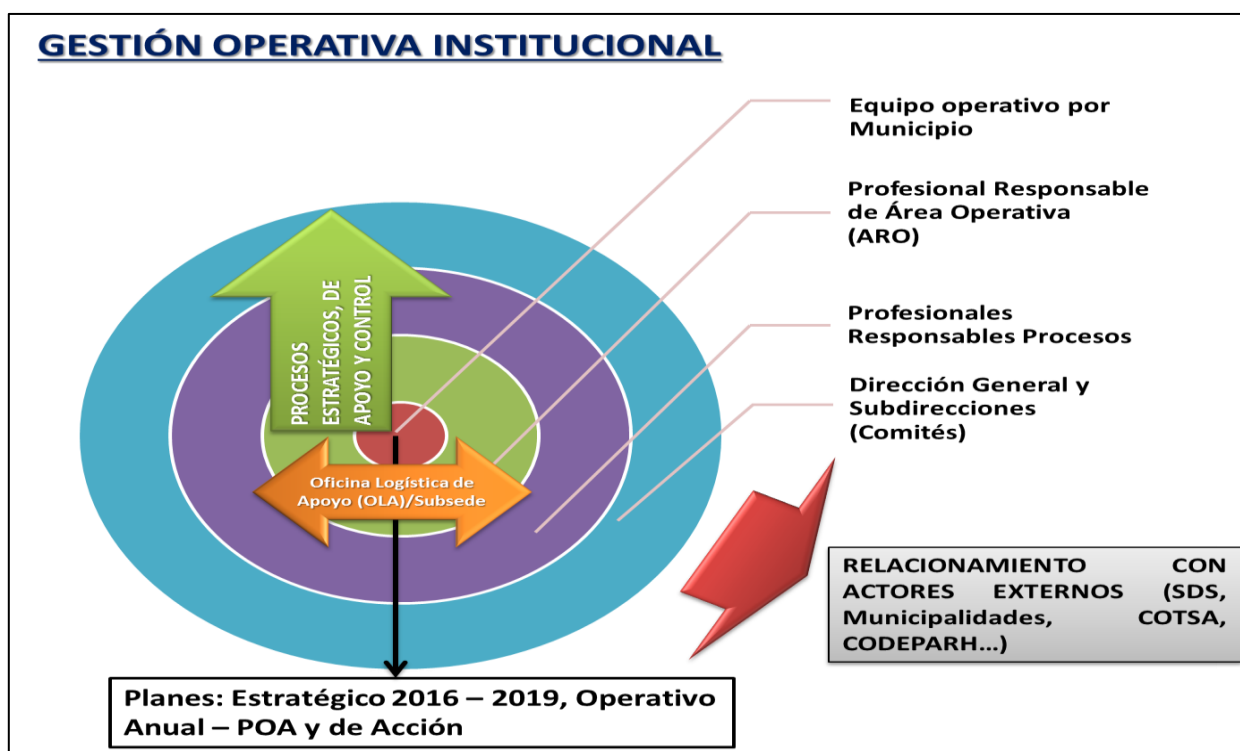 GESTIÓN OPERATIVA INSTITUCIONAL
Equipo operativo por
Municipio
Profesional Responsable
de Área Operativa
(ARO)
Profesionales
Responsables Procesos
Dirección General y
Subdirecciones
(Comités)
PROCESOS
ESTRATÉGICOS, DE
APOYO Y CONTROL
Oficina Logística de
Apoyo (OLA)/Subsede
RELACIONAMIENTO CON
ACTORES EXTERNOS (SDS,
Municipalidades, COTSA,
CODEPARH...)
Planes: Estratégico 2016 – 2019, Operativo
Anual – POA y de Acción